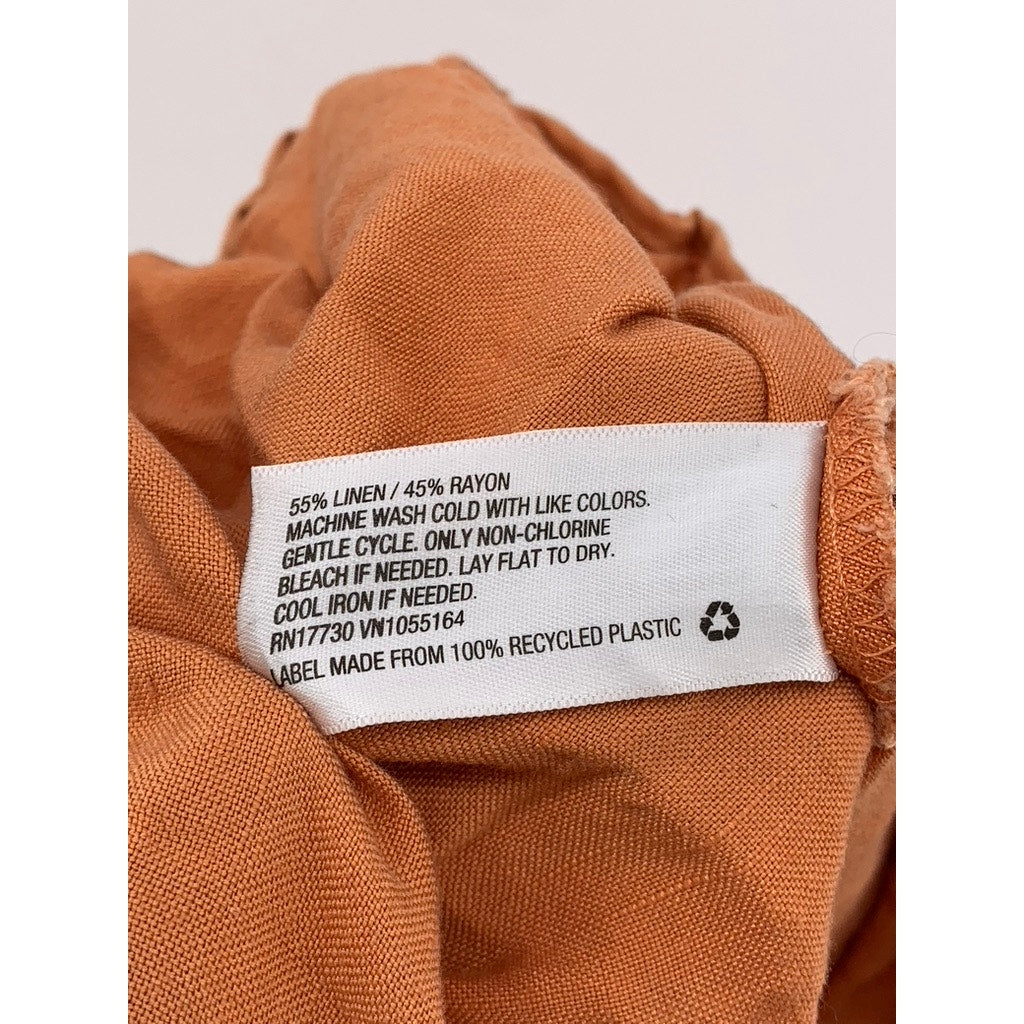 55% LINEN / 45% RAYON
MACHINE WASH COLD WITH LIKE COLORS.
GENTLE CYCLE. ONLY NON-CHLORINE
BLEACH IF NEEDED. LAY FLAT TO DRY.
COOL IRON IF NEEDED.
RN17730 VN1055164
LABEL MADE FROM 100% RECYCLED PLASTIC